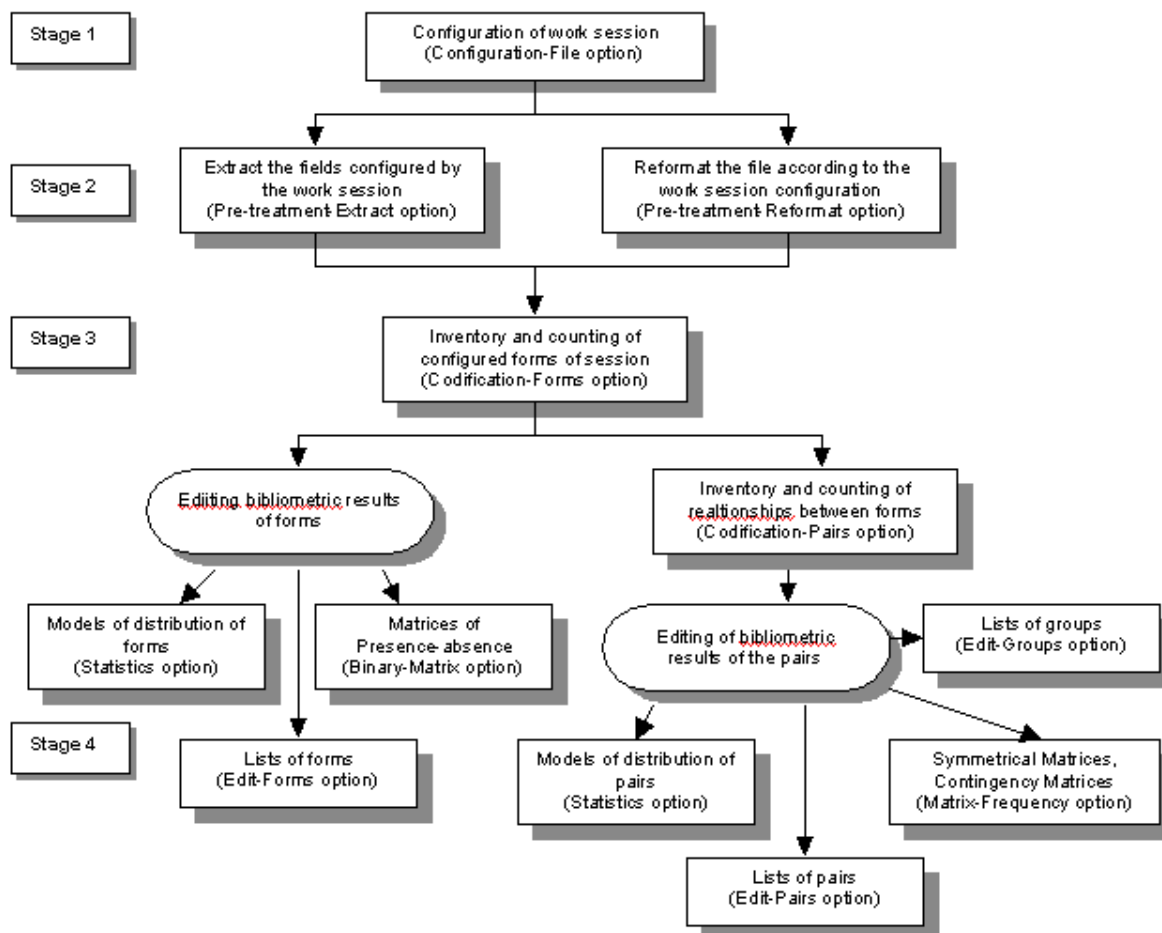 Stage 1
Configuration of work session
(Configuration-File option)
Stage 2
Extract the fields configured by
the work session
(Pre-treatment-Extract option)
Reformat the file according to the
work session configuration
(Pre-treatment-Reformat option)
Stage 3
Inventory and counting of
configured forms of session
(Codification-Forms option)
Ediiting bibliometric results
of forms
Inventory and counting of
realtionships between forms
(Codification-Pairs option)
Models of distribution of
forms
(Statistics option)
Matrices of
Presence-absence
(Binary-Matrix option)
Editing of bibliometric
results of the pairs
Lists of groups
(Edit-Groups option)
Stage 4
Lists of forms
(Edit-Forms option)
Models of distribution of
pairs
(Statistics option)
Symmetrical Matrices,
Contingency Matrices
(Matrix-Frequency option)
Lists of pairs
(Edit-Pairs option)